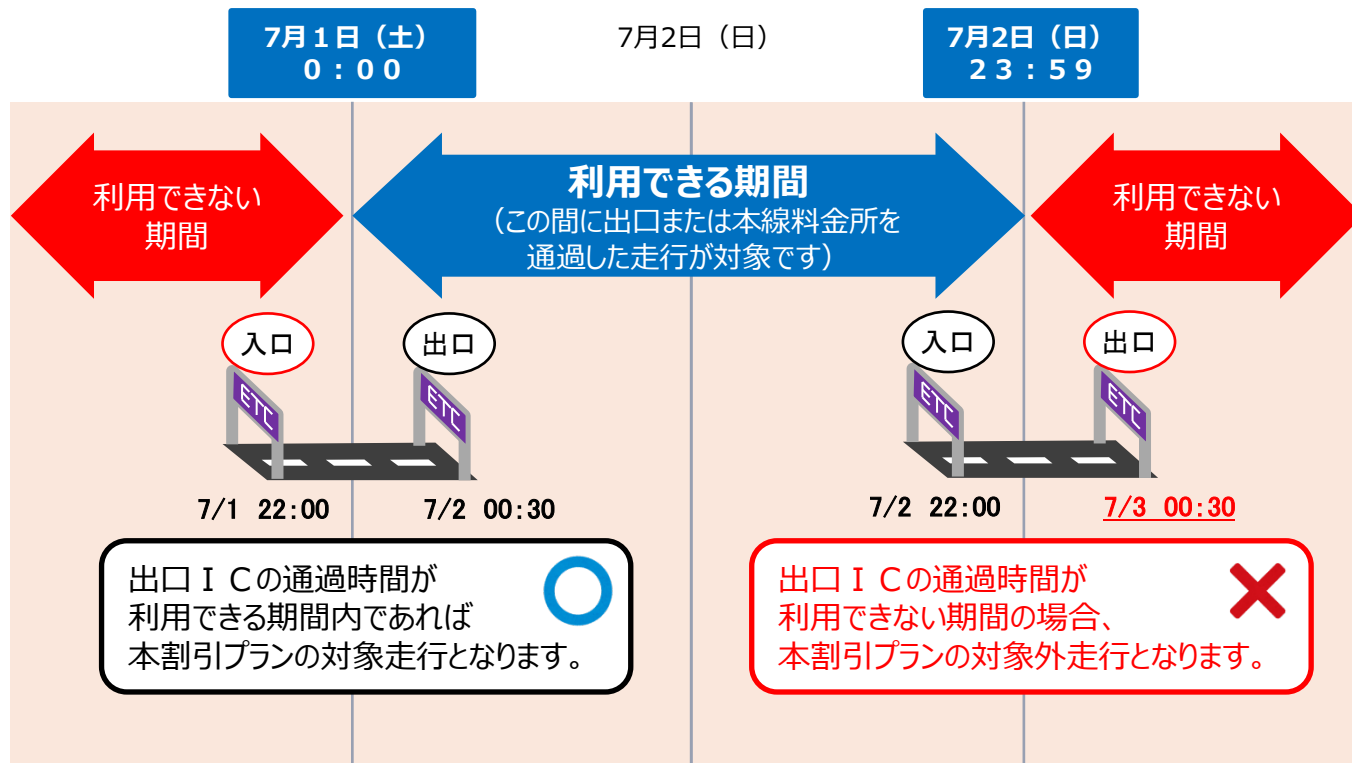 7月１日（土）
０：００
7月2日（日）
7月2日（日）
２３：５９
利用できない
期間
利用できる期間
（この間に出口または本線料金所を
通過した走行が対象です）
利用できない
期間
入口
出口
入口
出口
ETC
ETC
ETC
ETC
7/1 22:00
7/2 00:30
7/2 22:00
7/3 00:30
出口ＩＣの通過時間が
利用できる期間内であれば
本割引プランの対象走行となります。
出口ＩＣの通過時間が
利用できない期間の場合、
本割引プランの対象外走行となります。